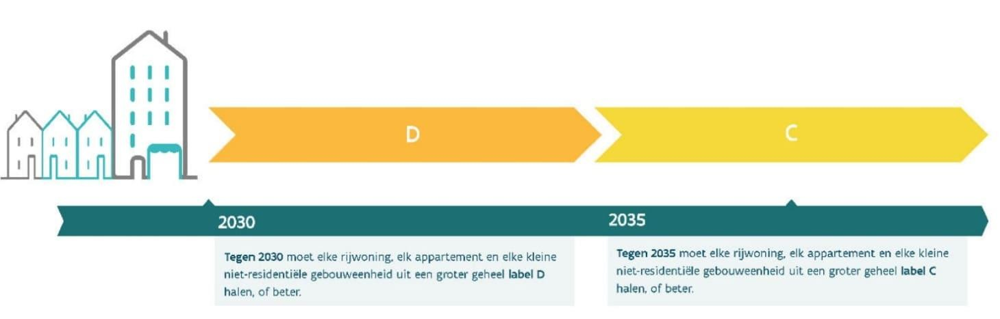 D
C
2030
2035
Tegen 2030 moet elke rijwoning, elk appartement en elke kleine
niet-residentiële gebouweenheid uit een groter geheel label D
halen, of beter.
Tegen 2035 moet elke rijwoning, elk appartement en elke kleine
niet-residentiële gebouweenheid uit een groter geheel label C
halen, of beter.